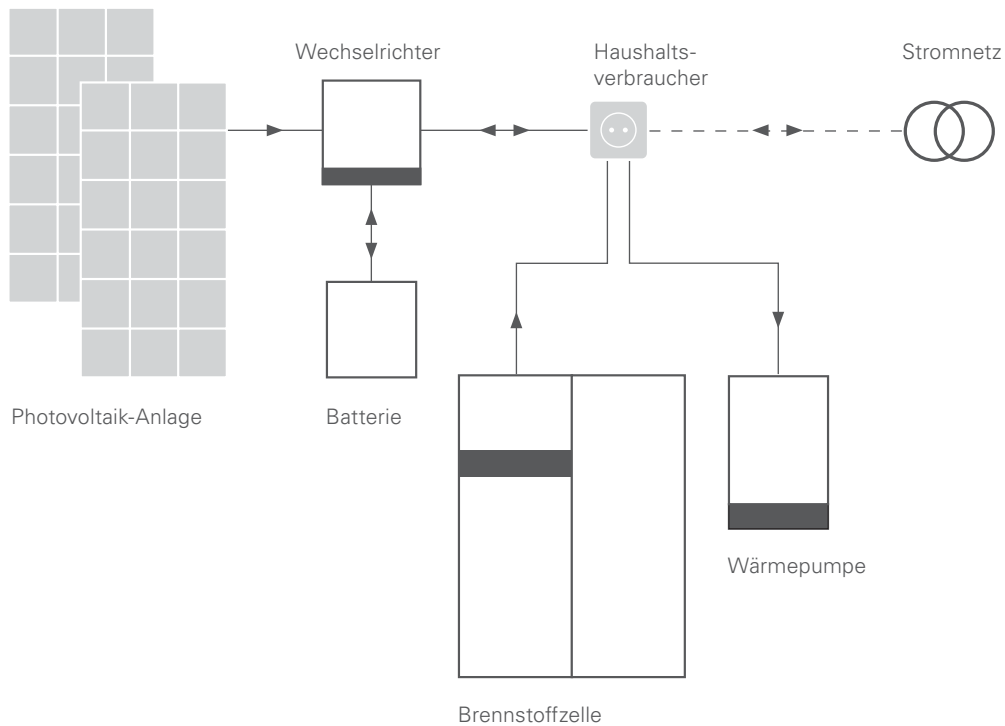 Wechselrichter
Haushalts-
verbraucher
Stromnetz
Photovoltaik-Anlage
Batterie
Wärmepumpe
Brennstoffzelle